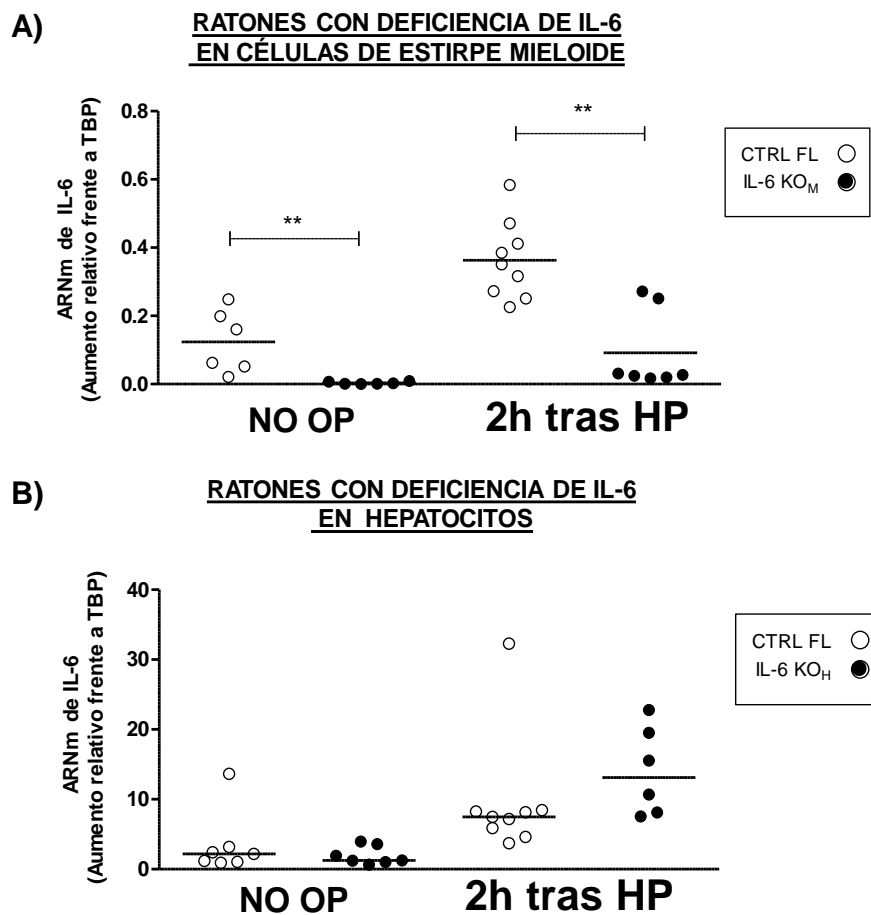 A)
RATONES CON DEFICIENCIA DE IL-6
EN CÉLULAS DE ESTIRPE MIELOIDE
ARNm de IL-6
(Aumento relativo frente a TBP)
0.8
0.6
0.4
0.2
0.0
**
**
NO OP
2h tras HP
CTRL FL
IL-6 KOM
B)
RATONES CON DEFICIENCIA DE IL-6
EN HEPATOCITOS
ARNm de IL-6
(Aumento relativo frente a TBP)
40
30
20
10
0
NO OP
2h tras HP
CTRL FL
IL-6 KOH